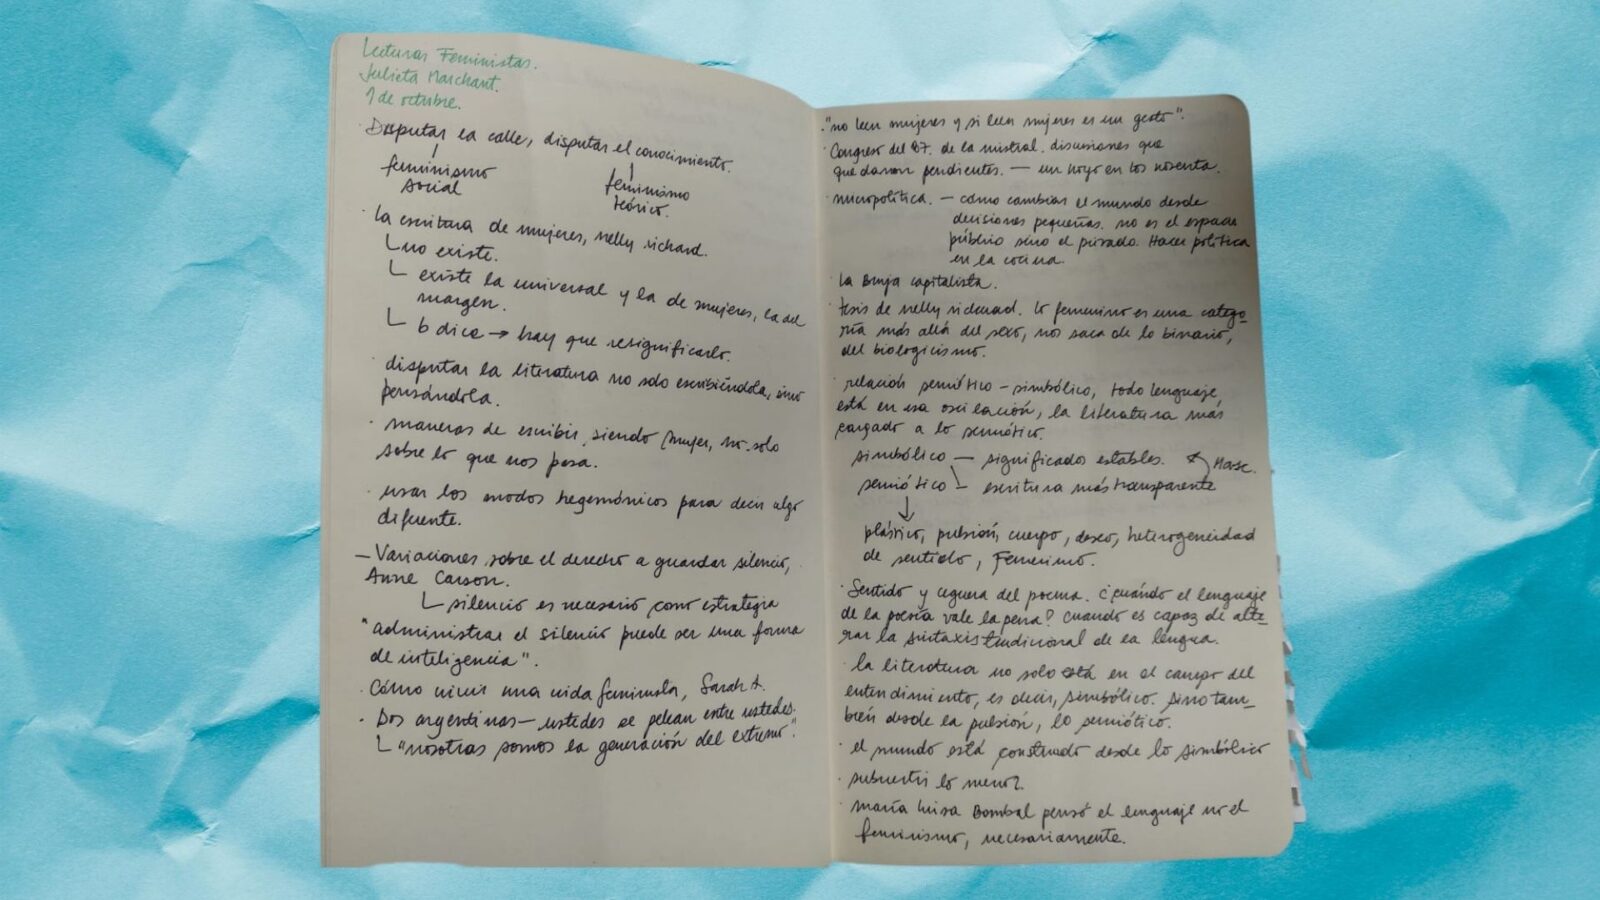 Lecturas Feministas.
Julieta Marchant.
1 de octubre.
Disputar la calle, disputar el conocimiento.
feminismo
social
feminismo
teórico.
· la escritura de mujeres, nelly richard.
└ no existe.
└ existe la universal y la de mujeres, la del
margen.
└ b dice → hay que resignificarlo.
· disputar la literatura no solo escribiéndola, sino
pensándola.
· maneras de escribir, siendo mujer, no solo
sobre lo que nos pasa.
· usar los modos hegemónicos para decir algo
diferente.
— Variaciones sobre el derecho a guardar silencio,
Anne Carson.
└ silencio es necesario como estrategia
"administrar el silencio puede ser una forma
de inteligencia".
· Cómo vivir una vida feminista, Sarah A.
· Dos argentinas — ustedes se pelean entre ustedes.
└ "nosotras somos la generación del extremo".
· "no leen mujeres y si leen mujeres es un gesto".
· Congreso del 87. de la mistral. discusiones que
quedaron pendientes. — un hoyo en los noventa.
· micropolítica. — cómo cambiar el mundo desde
decisiones pequeñas. no es el espacio
público sino el privado. Hacer política
en la cocina.
· la Bruja capitalista.
· tesis de nelly richard. lo femenino es una catego-
ría más allá del sexo, nos saca de lo binario,
del biologicismo.
· relación semiótico - simbólico, todo lenguaje,
está en esa oscilación, la literatura más
cargado a lo semiótico.
simbólico — significados estables. Masc.
semiótico — escritura más transparente
↓
plástico, pulsión, cuerpo, deseo, heterogeneidad
de sentido, Femenino.
· Sentido y ceguera del poema. ¿cuándo el lenguaje
de la poesía vale la pena? cuando es capaz de alte-
rar la sintaxis tradicional de la lengua.
· la literatura no solo está en el campo del
entendimiento, es decir, simbólico. Sino tam-
bién desde la pulsión, lo semiótico.
· el mundo está construido desde lo simbólico
· subvertir lo menor.
· maría luisa Bombal pensó el lenguaje no el
feminismo, necesariamente.